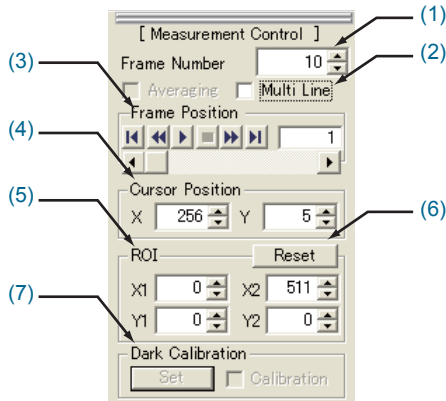 [ Measurement Control ]
(1)
Frame Number 10
(2)
Averaging Multi Line
(3)
Frame Position
1
(4)
Cursor Position
X 256 Y 5
(5)
(6)
ROI Reset
X1 0 X2 511
Y1 0 Y2 0
(7)
Dark Calibration
Set Calibration